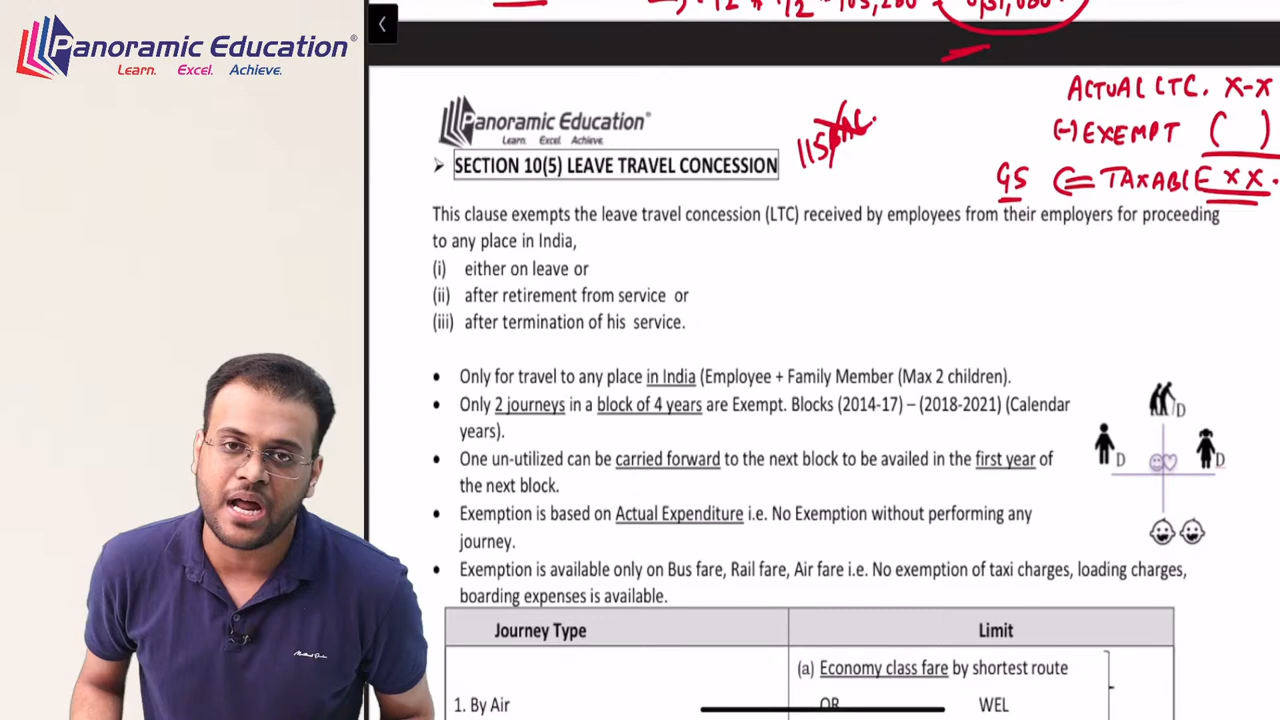 Panoramic Education®
Learn. Excel. Achieve.
ACTUAL LTC. X-X
Panoramic Education
Learn. Excel. Achieve.
(-) EXEMPT ( )
➢ SECTION 10(5) LEAVE TRAVEL CONCESSION
GS ⇐ TAXABLE XX.
This clause exempts the leave travel concession (LTC) received by employees from their employers for proceeding
to any place in India,
(i) either on leave or
(ii) after retirement from service or
(iii) after termination of his service.
• Only for travel to any place in India (Employee + Family Member (Max 2 children).
• Only 2 journeys in a block of 4 years are Exempt. Blocks (2014-17) – (2018-2021) (Calendar
years).
D
D
D
• One un-utilized can be carried forward to the next block to be availed in the first year of
the next block.
• Exemption is based on Actual Expenditure i.e. No Exemption without performing any
journey.
• Exemption is available only on Bus fare, Rail fare, Air fare i.e. No exemption of taxi charges, loading charges,
boarding expenses is available.
Journey Type Limit
(a) Economy class fare by shortest route
1. By Air OR WEL